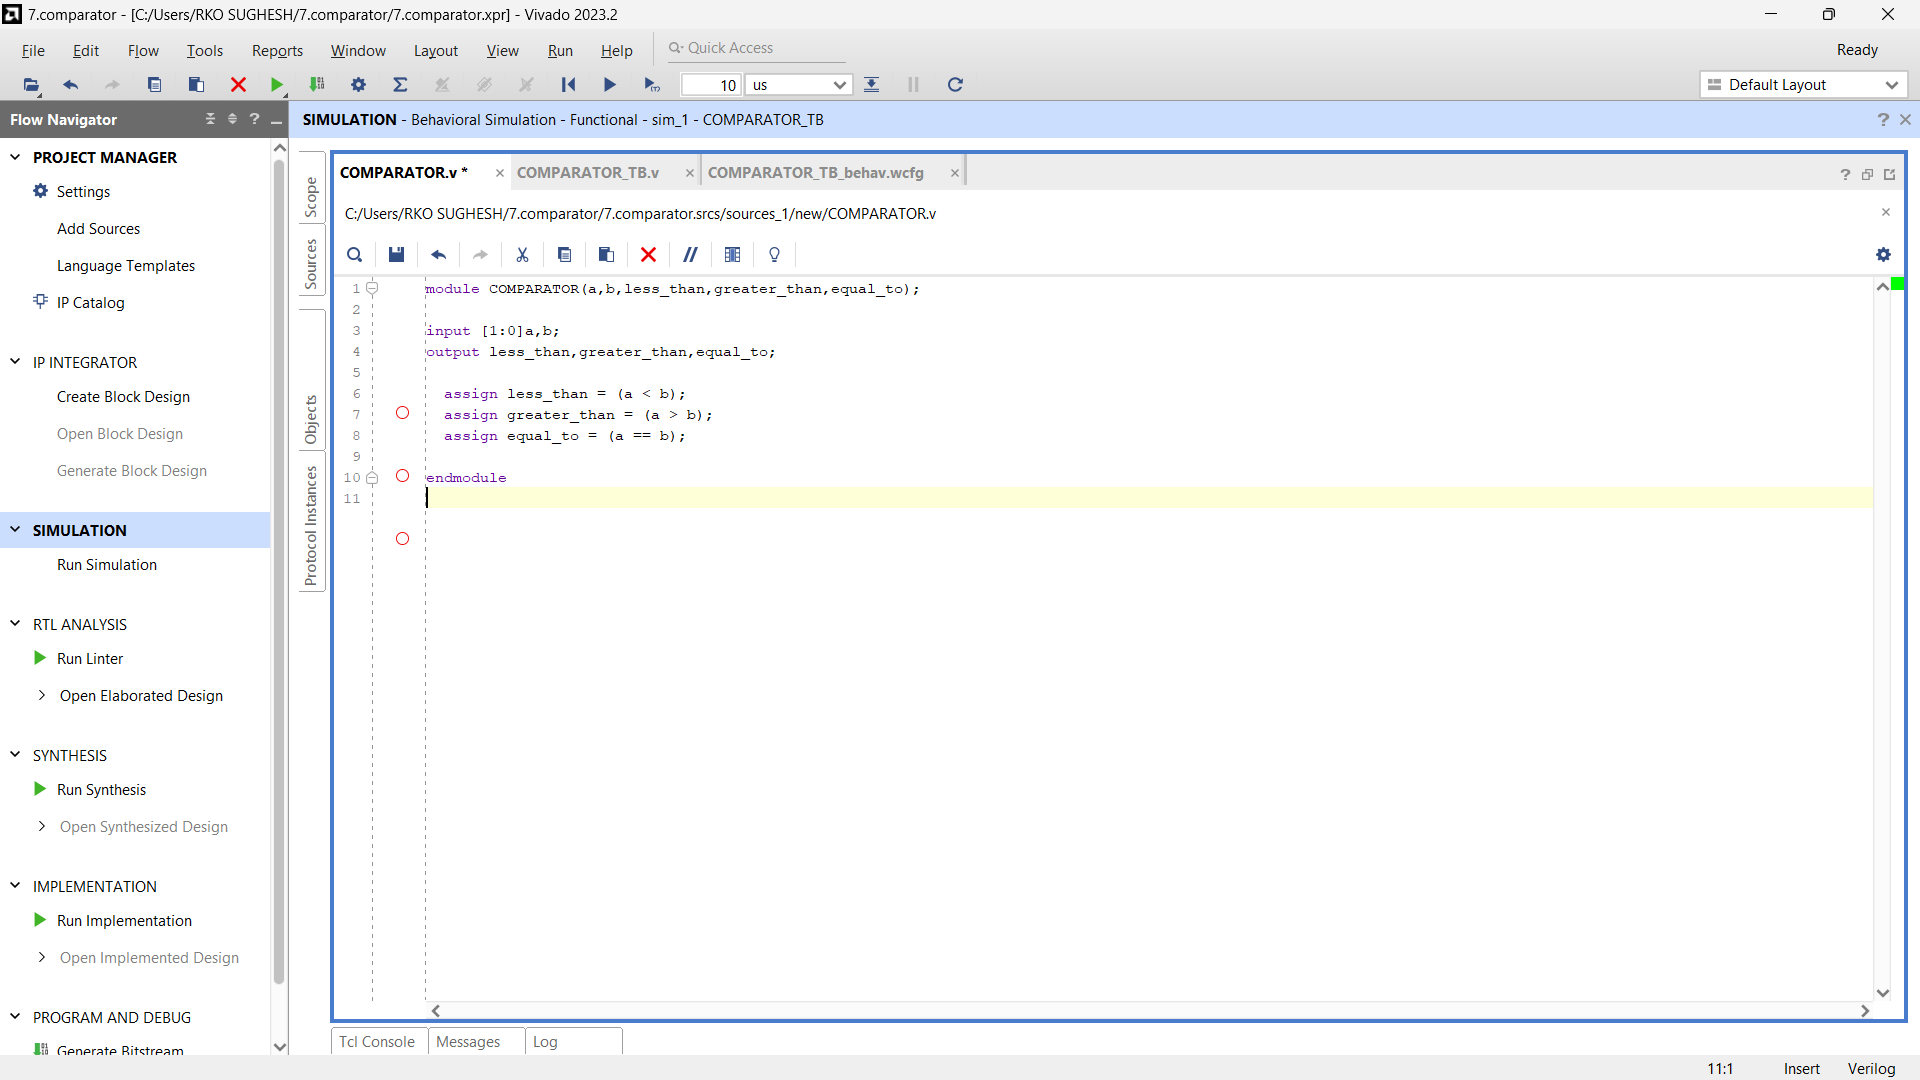 7.comparator - [C:/Users/RKO SUGHESH/7.comparator/7.comparator.xpr] - Vivado 2023.2
File Edit Flow Tools Reports Window Layout View Run Help Quick Access Ready
10 us Default Layout
Flow Navigator
SIMULATION - Behavioral Simulation - Functional - sim_1 - COMPARATOR_TB
PROJECT MANAGER
Settings
Add Sources
Language Templates
IP Catalog
IP INTEGRATOR
Create Block Design
Open Block Design
Generate Block Design
SIMULATION
Run Simulation
RTL ANALYSIS
Run Linter
Open Elaborated Design
SYNTHESIS
Run Synthesis
Open Synthesized Design
IMPLEMENTATION
Run Implementation
Open Implemented Design
PROGRAM AND DEBUG
Generate Bitstream
Scope
Sources
Objects
Protocol Instances
COMPARATOR.v * COMPARATOR_TB.v COMPARATOR_TB_behav.wcfg
C:/Users/RKO SUGHESH/7.comparator/7.comparator.srcs/sources_1/new/COMPARATOR.v
1 module COMPARATOR(a,b,less_than,greater_than,equal_to);
2
3 input [1:0]a,b;
4 output less_than,greater_than,equal_to;
5
6 assign less_than = (a < b);
7 assign greater_than = (a > b);
8 assign equal_to = (a == b);
9
10 endmodule
11
Tcl Console Messages Log
11:1 Insert Verilog